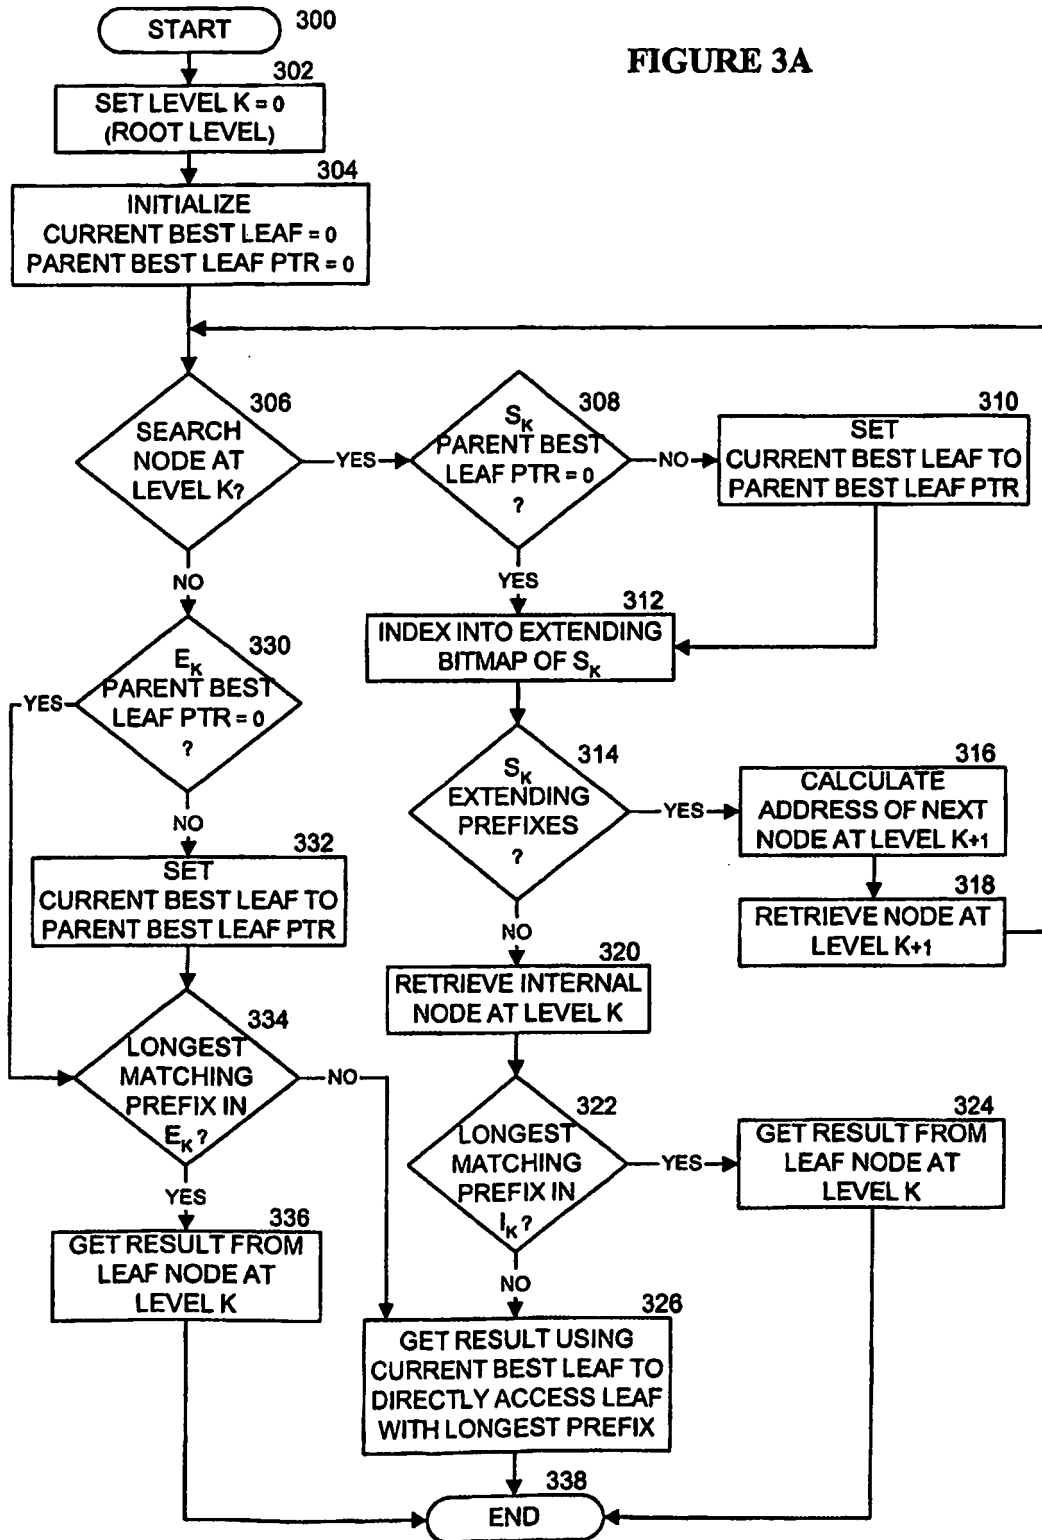 START
300
FIGURE 3A
302
SET LEVEL K = 0
(ROOT LEVEL)
304
INITIALIZE
CURRENT BEST LEAF = 0
PARENT BEST LEAF PTR = 0
306
SEARCH
NODE AT
LEVEL K?
YES
308
S_K
PARENT BEST
LEAF PTR = 0
?
NO
310
SET
CURRENT BEST LEAF TO
PARENT BEST LEAF PTR
NO
YES
312
INDEX INTO EXTENDING
BITMAP OF S_K
330
E_K
PARENT BEST
LEAF PTR = 0
?
YES
NO
314
S_K
EXTENDING
PREFIXES
?
YES
316
CALCULATE
ADDRESS OF NEXT
NODE AT LEVEL K+1
318
RETRIEVE NODE AT
LEVEL K+1
332
SET
CURRENT BEST LEAF TO
PARENT BEST LEAF PTR
NO
320
RETRIEVE INTERNAL
NODE AT LEVEL K
334
LONGEST
MATCHING
PREFIX IN
E_K ?
NO
YES
322
LONGEST
MATCHING
PREFIX IN
I_K ?
YES
324
GET RESULT FROM
LEAF NODE AT
LEVEL K
336
GET RESULT FROM
LEAF NODE AT
LEVEL K
NO
326
GET RESULT USING
CURRENT BEST LEAF TO
DIRECTLY ACCESS LEAF
WITH LONGEST PREFIX
338
END